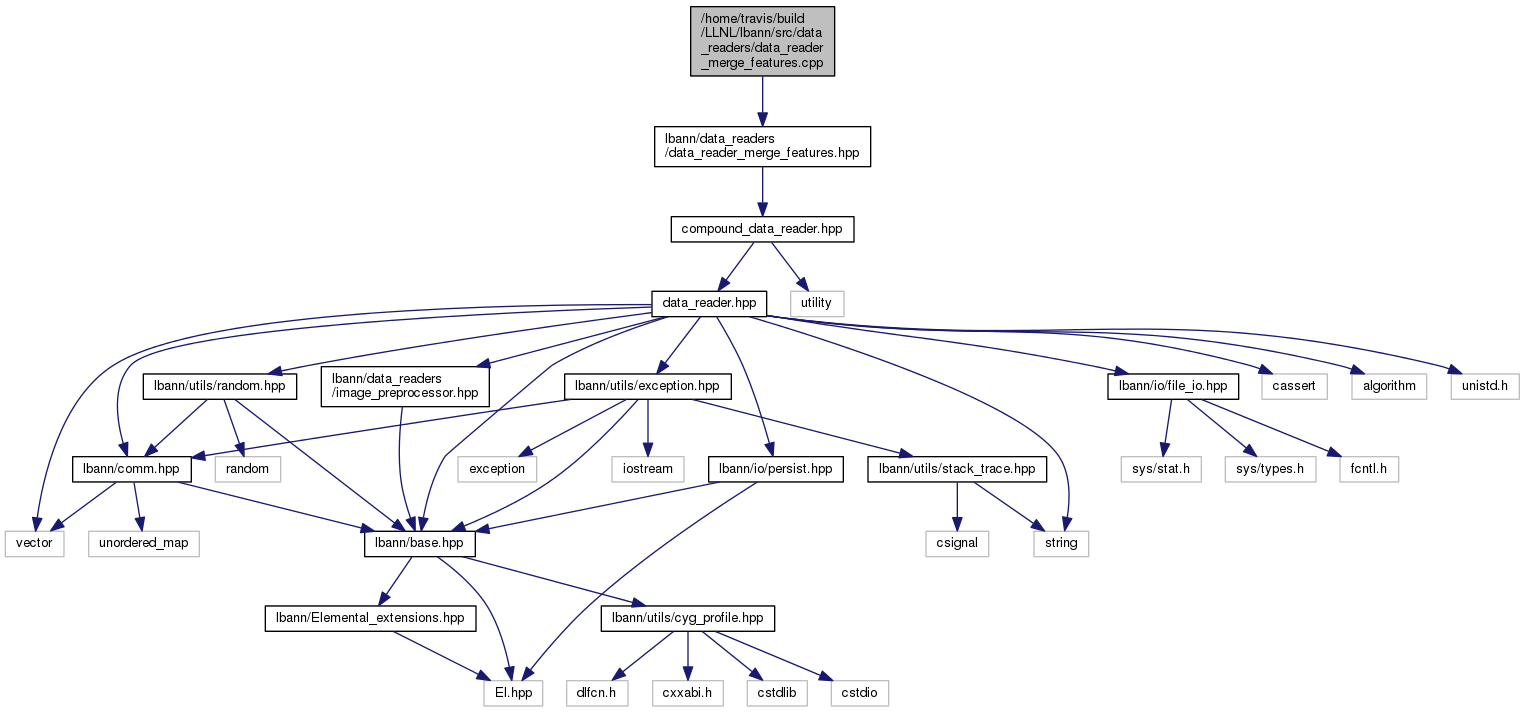 /home/travis/build
/LLNL/lbann/src/data
_readers/data_reader
_merge_features.cpp
lbann/data_readers
/data_reader_merge_features.hpp
compound_data_reader.hpp
data_reader.hpp
utility
lbann/utils/random.hpp
lbann/data_readers
/image_preprocessor.hpp
lbann/utils/exception.hpp
lbann/io/file_io.hpp
cassert
algorithm
unistd.h
lbann/comm.hpp
random
exception
iostream
lbann/io/persist.hpp
lbann/utils/stack_trace.hpp
sys/stat.h
sys/types.h
fcntl.h
vector
unordered_map
lbann/base.hpp
csignal
string
lbann/Elemental_extensions.hpp
lbann/utils/cyg_profile.hpp
El.hpp
dlfcn.h
cxxabi.h
cstdlib
cstdio